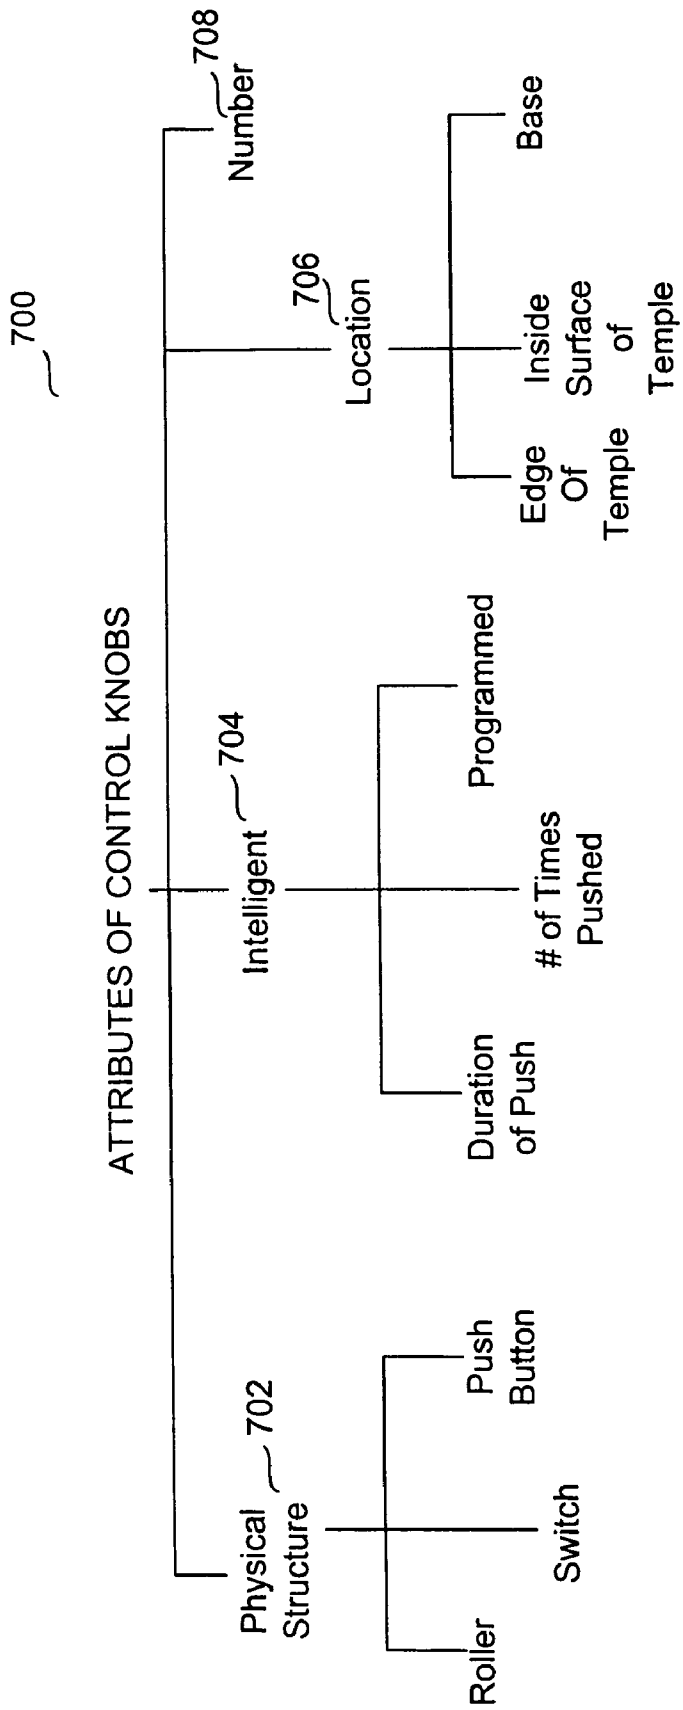 700
ATTRIBUTES OF CONTROL KNOBS
Physical
Structure
702
Roller
Switch
Push
Button
Intelligent
704
Duration
of Push
# of Times
Pushed
Programmed
Location
706
Edge
Of
Temple
Inside
Surface
of
Temple
Base
Number
708